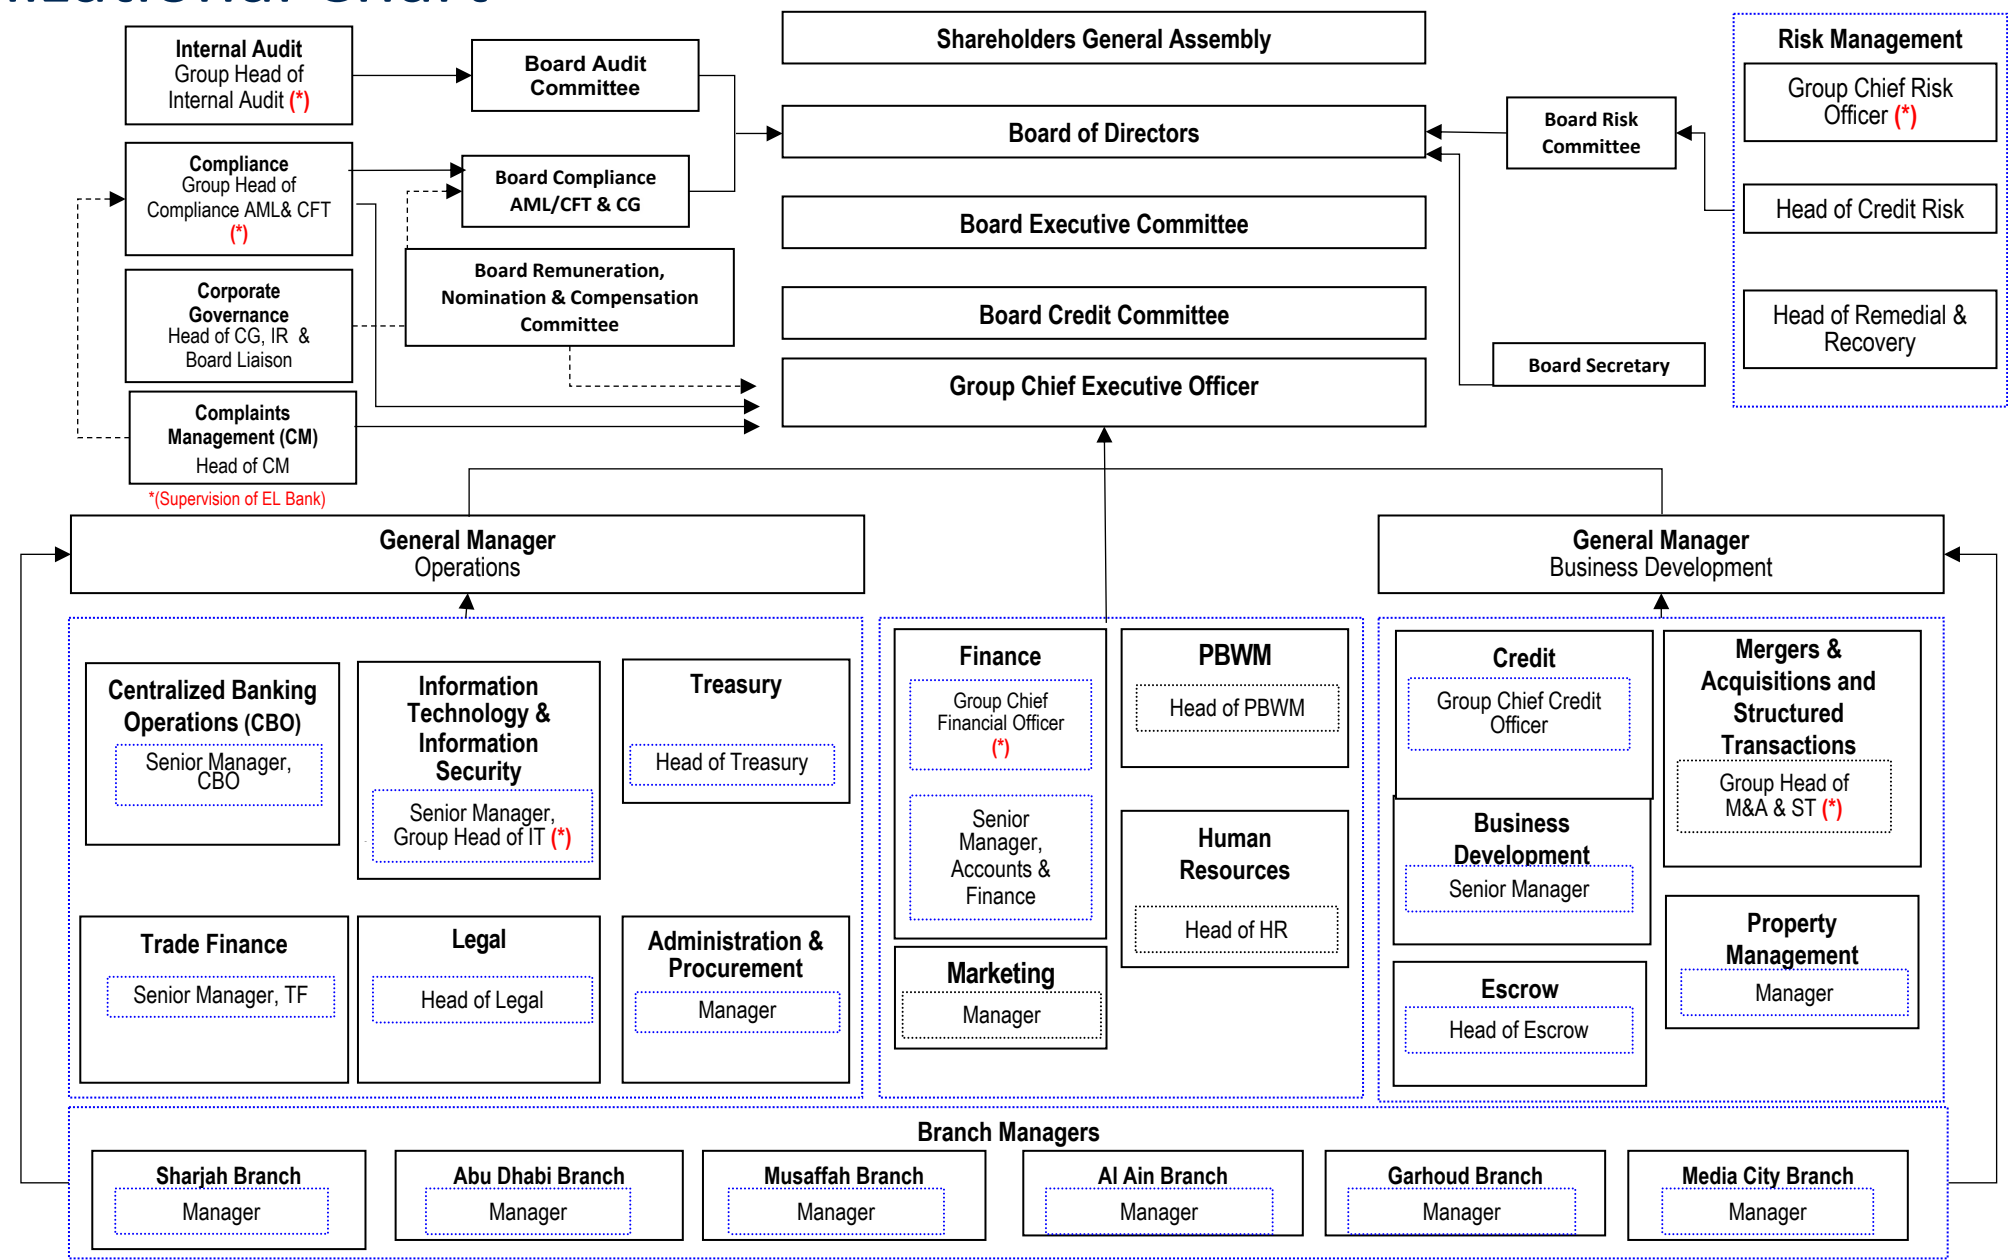 Internal Audit
Group Head of
Internal Audit (*)
Board Audit
Committee
Shareholders General Assembly
Risk Management
Group Chief Risk
Officer (*)
Board of Directors
Board Risk
Committee
Compliance
Group Head of
Compliance AML& CFT
(*)
Board Compliance
AML/CFT & CG
Head of Credit Risk
Board Executive Committee
Corporate
Governance
Head of CG, IR &
Board Liaison
Board Remuneration,
Nomination & Compensation
Committee
Board Credit Committee
Head of Remedial &
Recovery
Group Chief Executive Officer
Board Secretary
Complaints
Management (CM)
Head of CM
*(Supervision of EL Bank)
General Manager
Operations
General Manager
Business Development
Centralized Banking
Operations (CBO)
Senior Manager,
CBO
Information
Technology &
Information
Security
Senior Manager,
Group Head of IT (*)
Treasury
Head of Treasury
Trade Finance
Senior Manager, TF
Legal
Head of Legal
Administration &
Procurement
Manager
Finance
Group Chief
Financial Officer
(*)
Senior
Manager,
Accounts &
Finance
PBWM
Head of PBWM
Human
Resources
Head of HR
Marketing
Manager
Credit
Group Chief Credit
Officer
Business
Development
Senior Manager
Escrow
Head of Escrow
Mergers &
Acquisitions and
Structured
Transactions
Group Head of
M&A & ST (*)
Property
Management
Manager
Branch Managers
Sharjah Branch
Manager
Abu Dhabi Branch
Manager
Musaffah Branch
Manager
Al Ain Branch
Manager
Garhoud Branch
Manager
Media City Branch
Manager